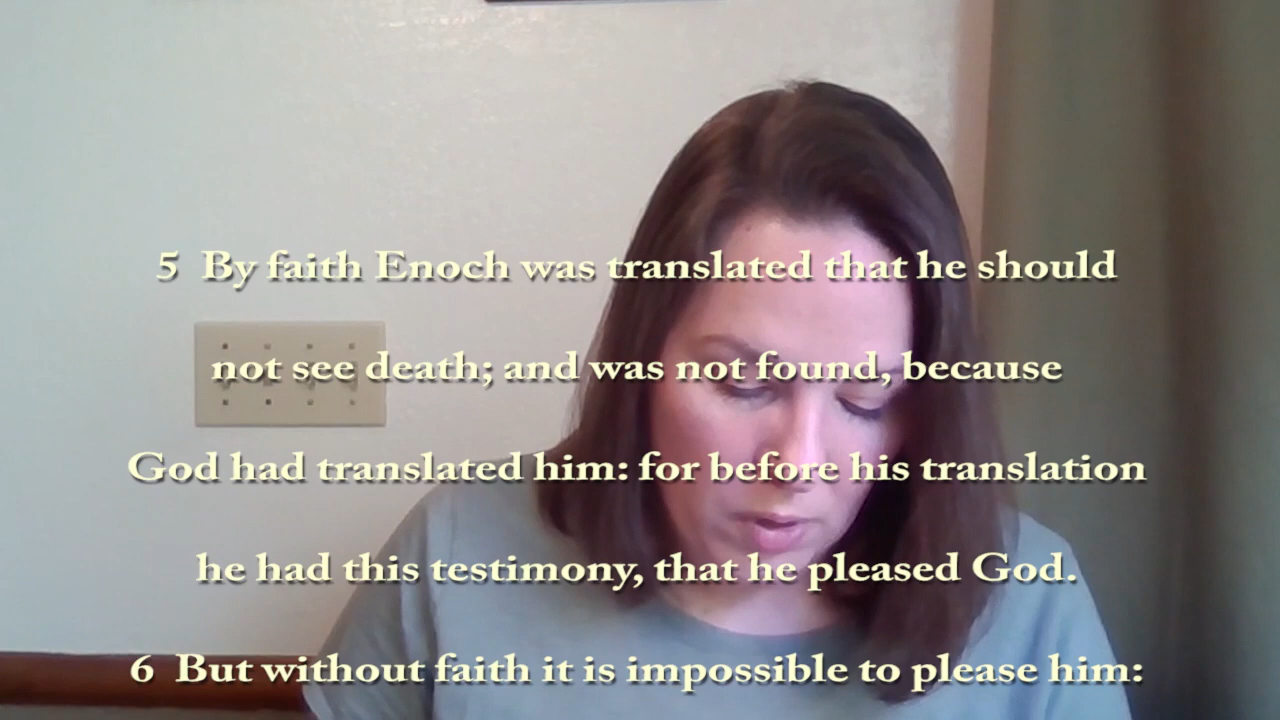 5 By faith Enoch was translated that he should
not see death; and was not found, because
God had translated him: for before his translation
he had this testimony, that he pleased God.
6 But without faith it is impossible to please him: